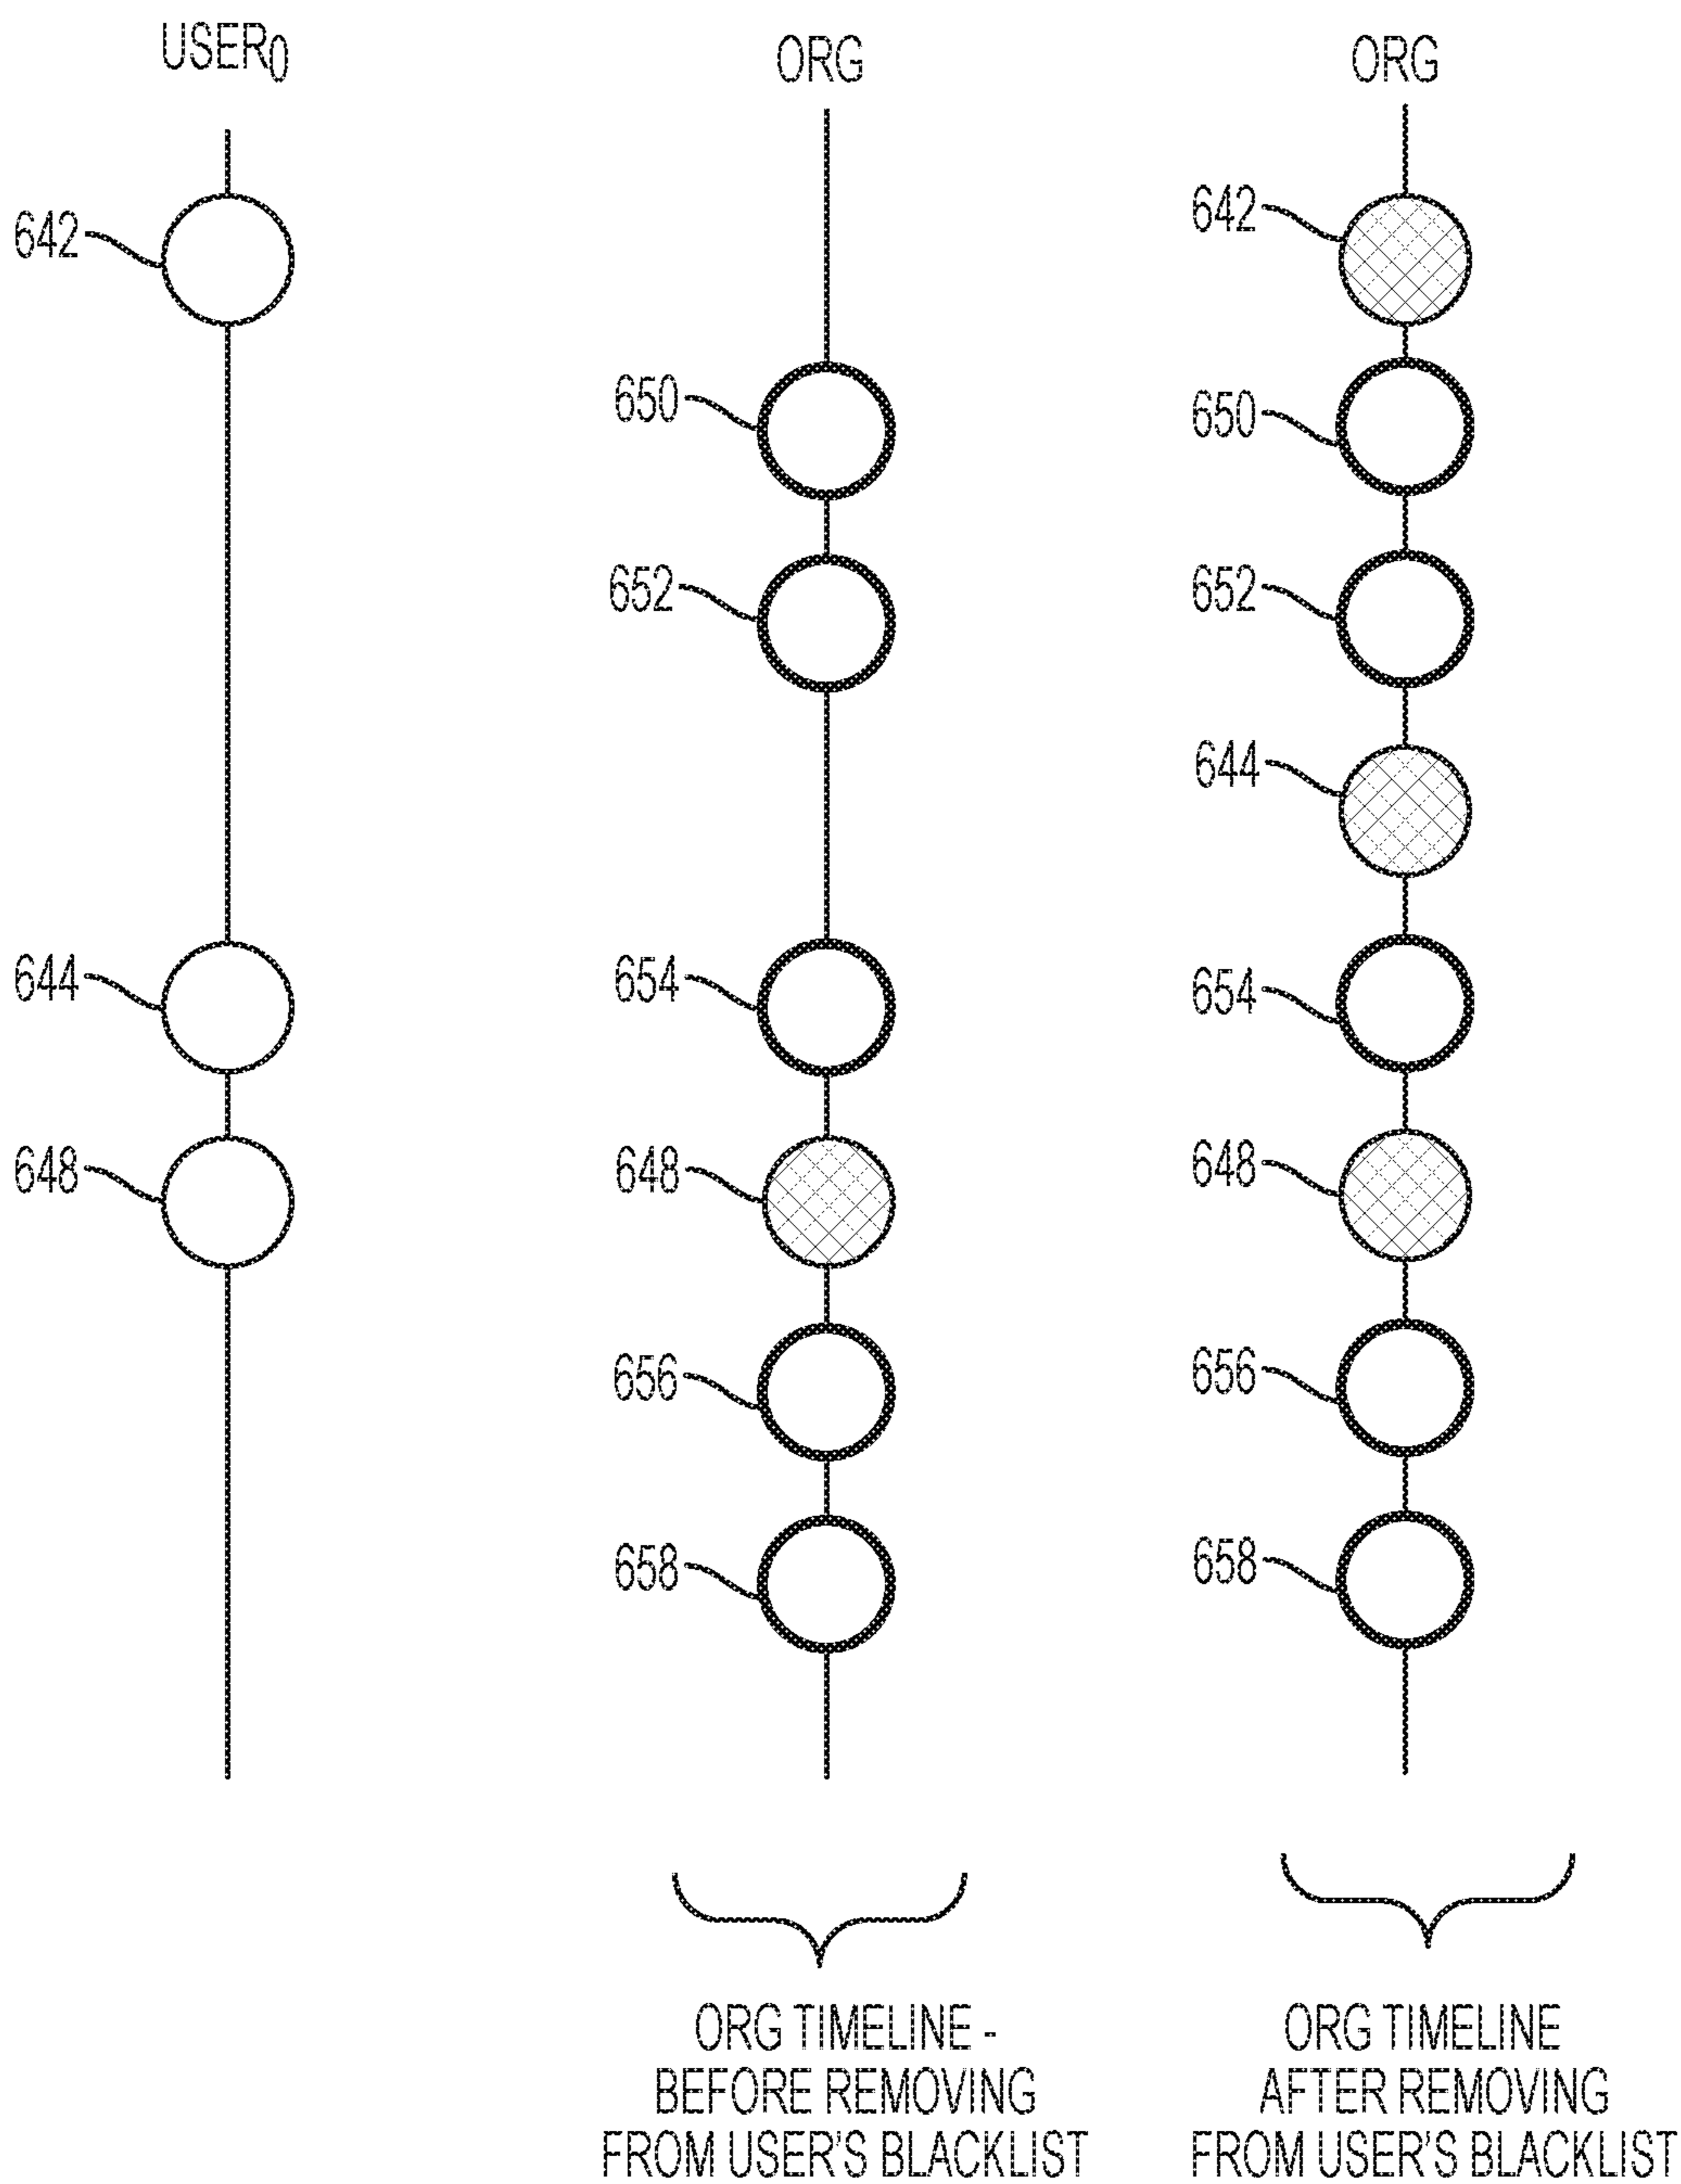 USER0
642
644
648
ORG
650
652
654
648
656
658
ORG TIMELINE -
BEFORE REMOVING
FROM USER'S BLACKLIST
ORG
642
650
652
644
654
648
656
658
ORG TIMELINE
AFTER REMOVING
FROM USER'S BLACKLIST